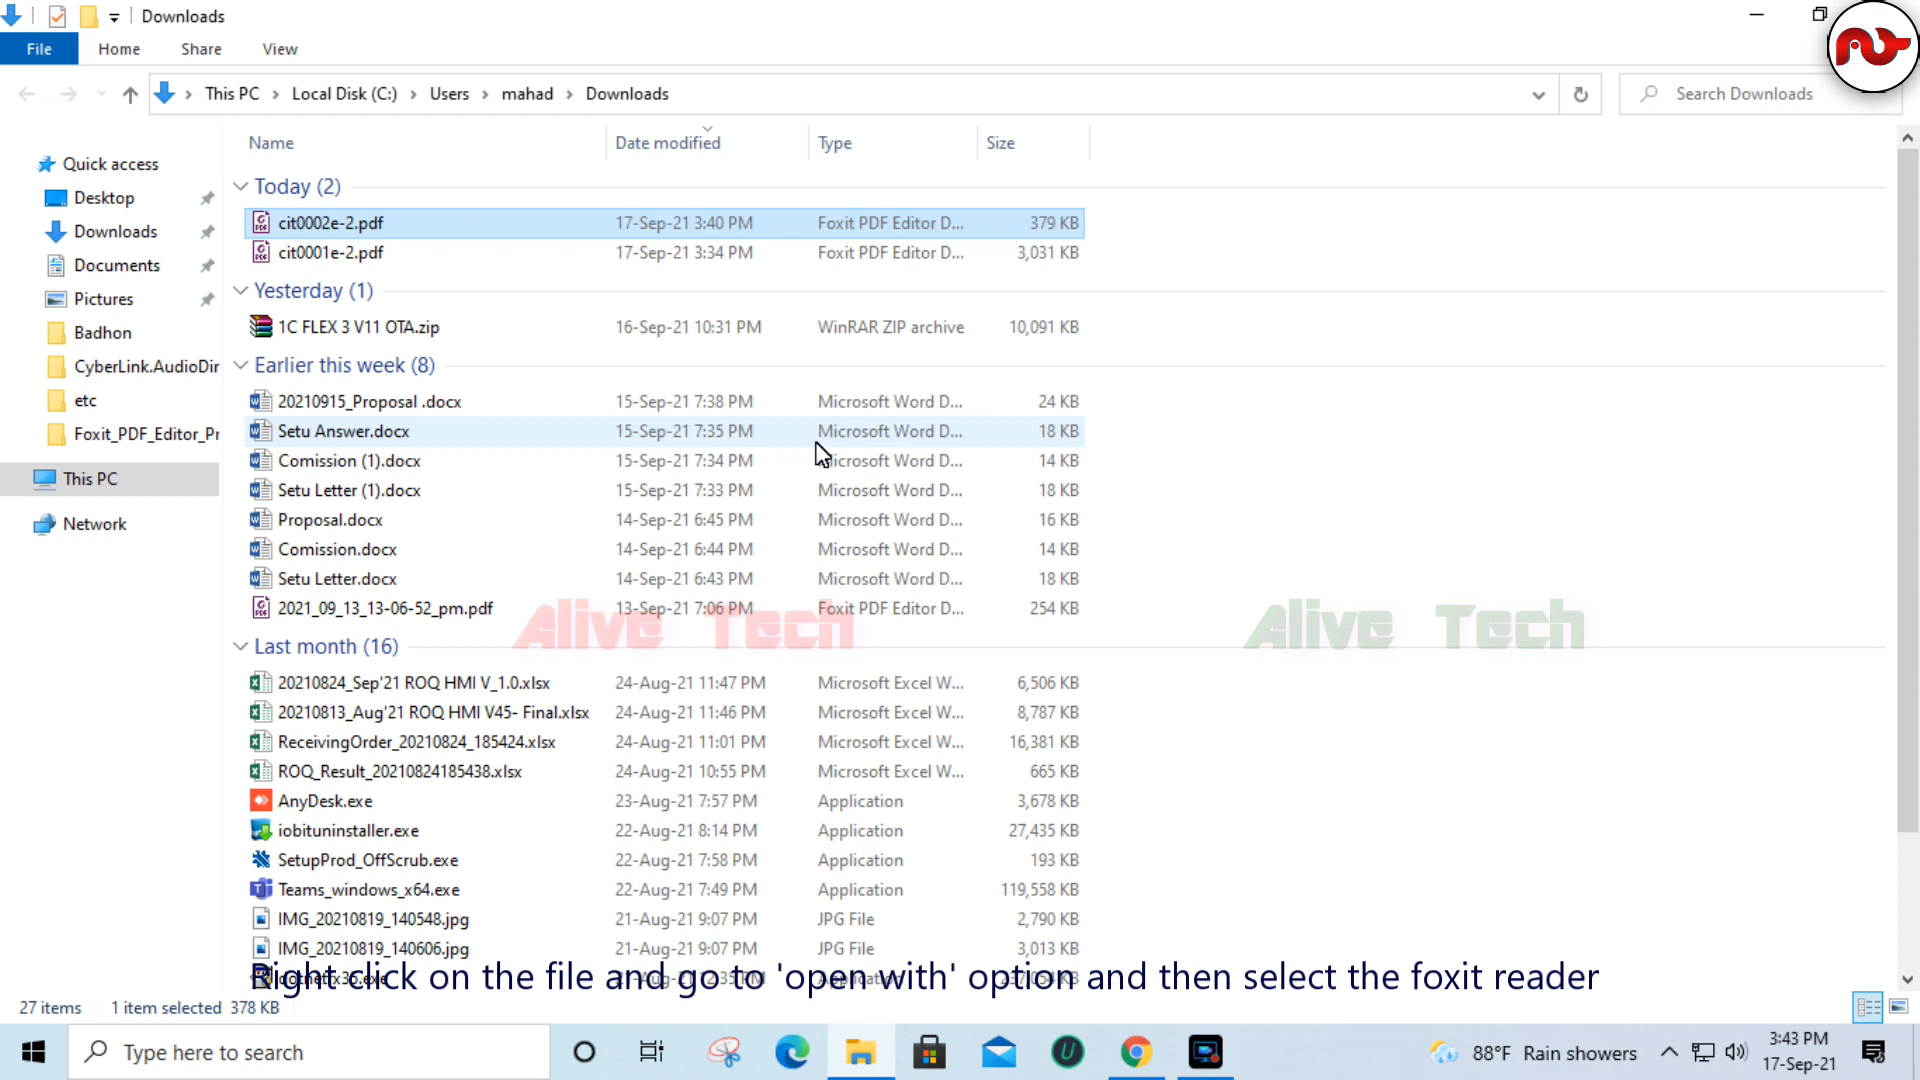 Downloads
File Home Share View
This PC Local Disk (C:) Users mahad Downloads
Search Downloads
Name Date modified Type Size
Quick access
Desktop
Downloads
Documents
Pictures
Badhon
CyberLink.AudioDir
etc
Foxit_PDF_Editor_Pr
This PC
Network
Today (2)
cit0002e-2.pdf 17-Sep-21 3:40 PM Foxit PDF Editor D... 379 KB
cit0001e-2.pdf 17-Sep-21 3:34 PM Foxit PDF Editor D... 3,031 KB
Yesterday (1)
1C FLEX 3 V11 OTA.zip 16-Sep-21 10:31 PM WinRAR ZIP archive 10,091 KB
Earlier this week (8)
20210915_Proposal .docx 15-Sep-21 7:38 PM Microsoft Word D... 24 KB
Setu Answer.docx 15-Sep-21 7:35 PM Microsoft Word D... 18 KB
Comission (1).docx 15-Sep-21 7:34 PM Microsoft Word D... 14 KB
Setu Letter (1).docx 15-Sep-21 7:33 PM Microsoft Word D... 18 KB
Proposal.docx 14-Sep-21 6:45 PM Microsoft Word D... 16 KB
Comission.docx 14-Sep-21 6:44 PM Microsoft Word D... 14 KB
Setu Letter.docx 14-Sep-21 6:43 PM Microsoft Word D... 18 KB
2021_09_13_13-06-52_pm.pdf 13-Sep-21 7:06 PM Foxit PDF Editor D... 254 KB
Alive Tech Alive Tech
Last month (16)
20210824_Sep'21 ROQ HMI V_1.0.xlsx 24-Aug-21 11:47 PM Microsoft Excel W... 6,506 KB
20210813_Aug'21 ROQ HMI V45- Final.xlsx 24-Aug-21 11:46 PM Microsoft Excel W... 8,787 KB
ReceivingOrder_20210824_185424.xlsx 24-Aug-21 11:01 PM Microsoft Excel W... 16,381 KB
ROQ_Result_20210824185438.xlsx 24-Aug-21 10:55 PM Microsoft Excel W... 665 KB
AnyDesk.exe 23-Aug-21 7:57 PM Application 3,678 KB
iobituninstaller.exe 22-Aug-21 8:14 PM Application 27,435 KB
SetupProd_OffScrub.exe 22-Aug-21 7:58 PM Application 193 KB
Teams_windows_x64.exe 22-Aug-21 7:49 PM Application 119,558 KB
IMG_20210819_140548.jpg 21-Aug-21 9:07 PM JPG File 2,790 KB
IMG_20210819_140606.jpg 21-Aug-21 9:07 PM JPG File 3,013 KB
Right click on the file and go to 'open with' option and then select the foxit reader
27 items 1 item selected 378 KB
Type here to search
88°F Rain showers
3:43 PM
17-Sep-21